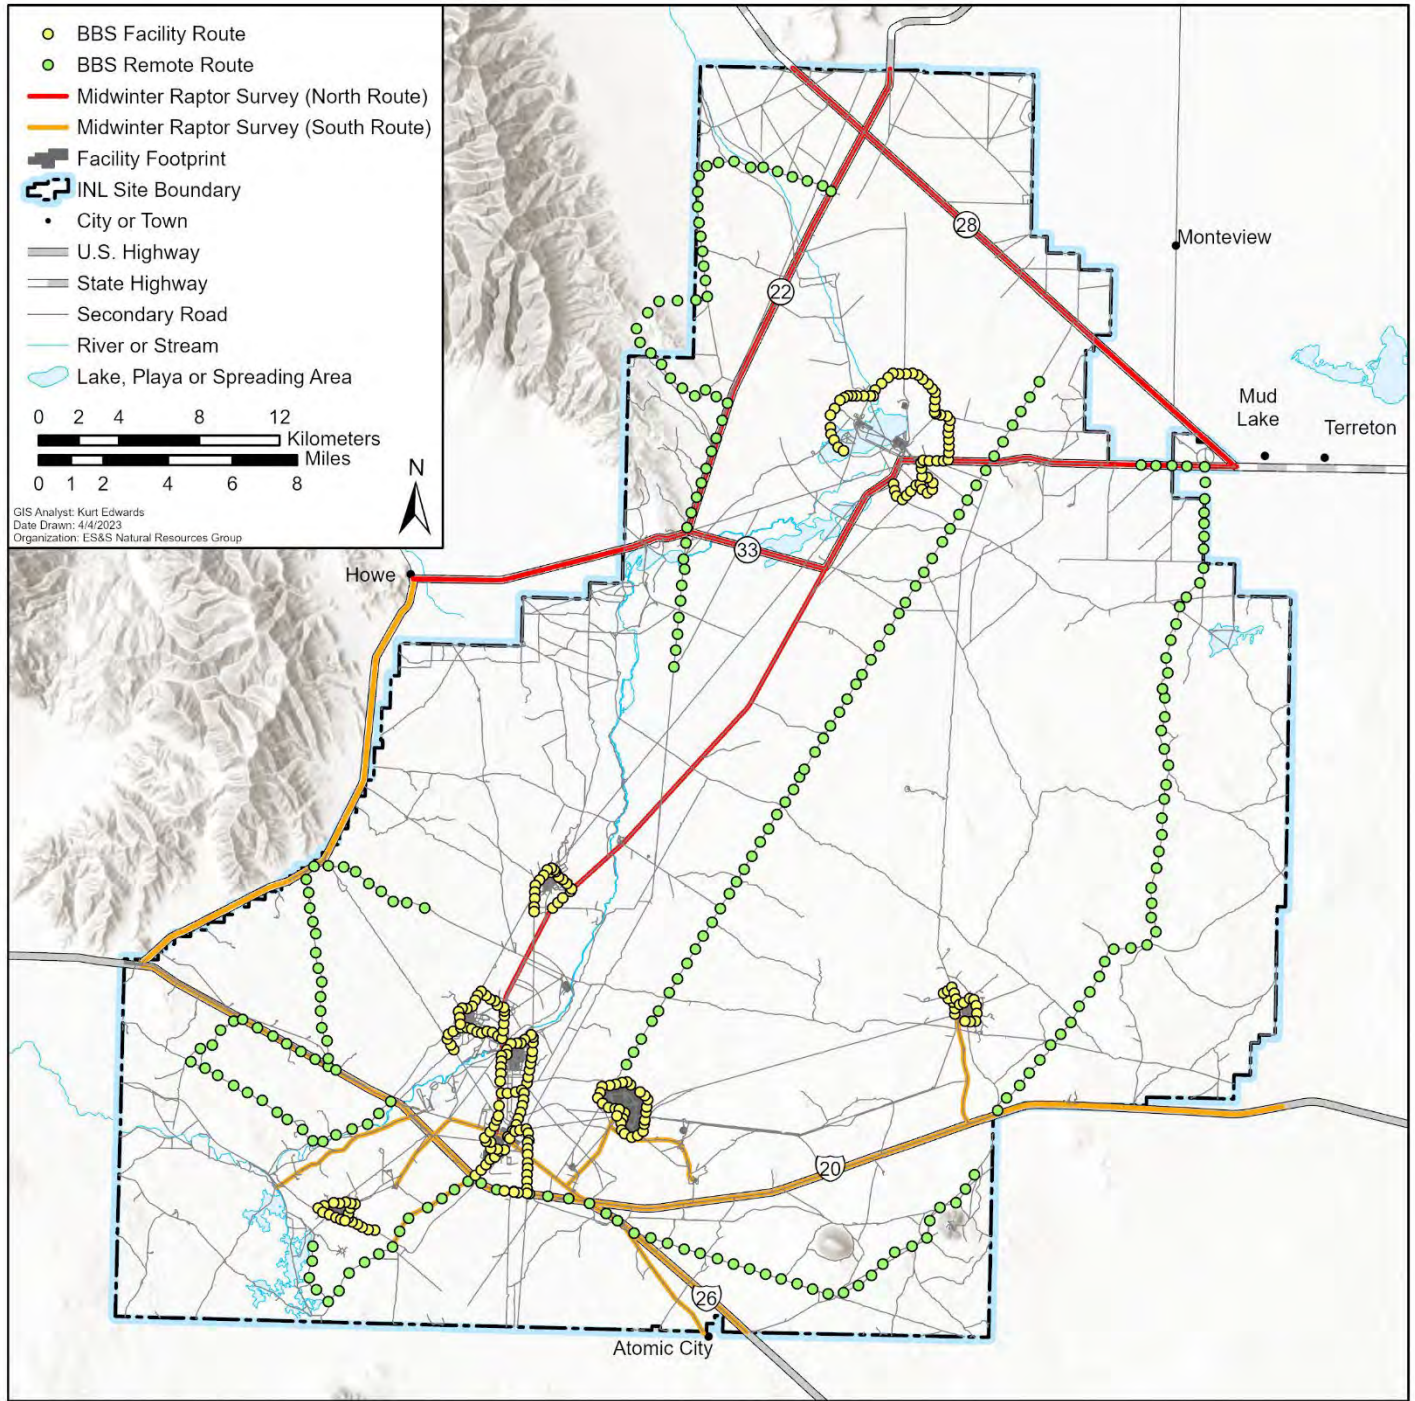 BBS Facility Route
BBS Remote Route
Midwinter Raptor Survey (North Route)
Midwinter Raptor Survey (South Route)
Facility Footprint
INL Site Boundary
City or Town
U.S. Highway
State Highway
Secondary Road
River or Stream
Lake, Playa or Spreading Area
0 2 4 8 12
Kilometers
Miles
0 1 2 4 6 8
N
GIS Analyst: Kurt Edwards
Date Drawn: 4/4/2023
Organization: ES&S Natural Resources Group
28
Monteview
22
Mud
Lake
Terreton
33
Howe
20
26
Atomic City